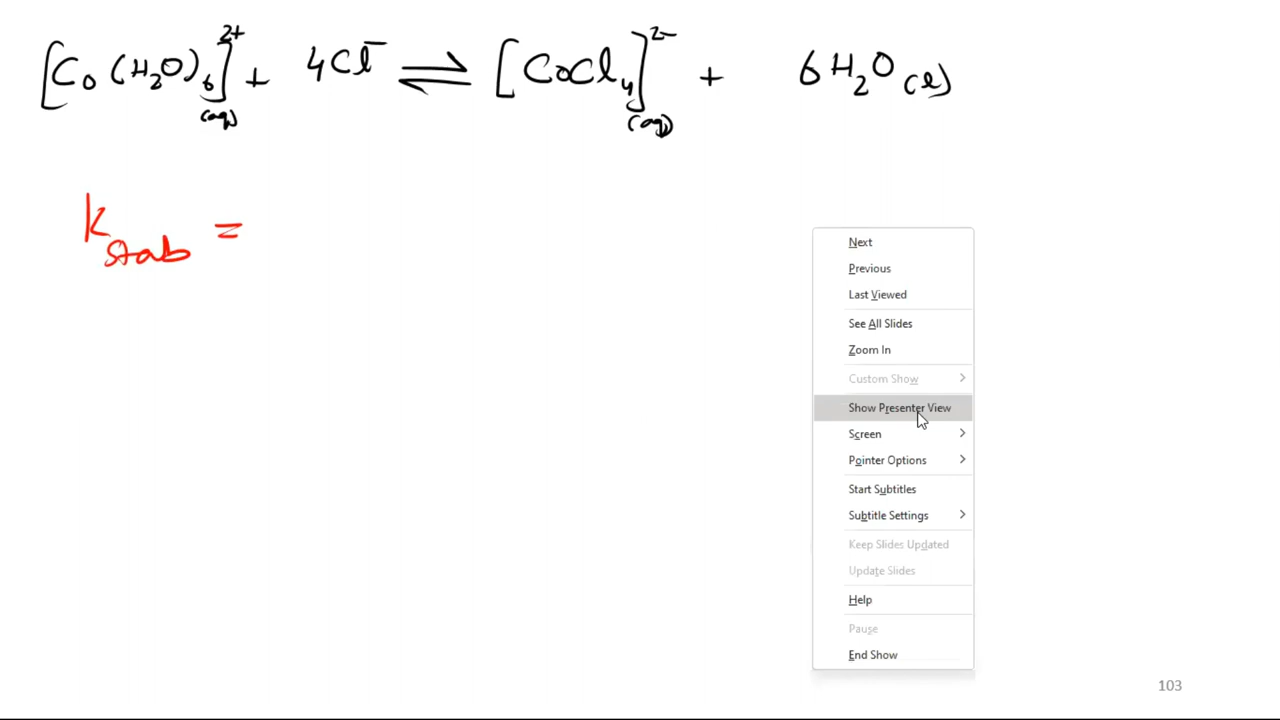 [Co(H₂O)₆]²⁺(aq) + 4Cl⁻ ⇌ [CoCl₄]²⁻(aq) + 6H₂O(l)
K stab =
Next
Previous
Last Viewed
See All Slides
Zoom In
Custom Show
Show Presenter View
Screen
Pointer Options
Start Subtitles
Subtitle Settings
Keep Slides Updated
Update Slides
Help
Pause
End Show
103